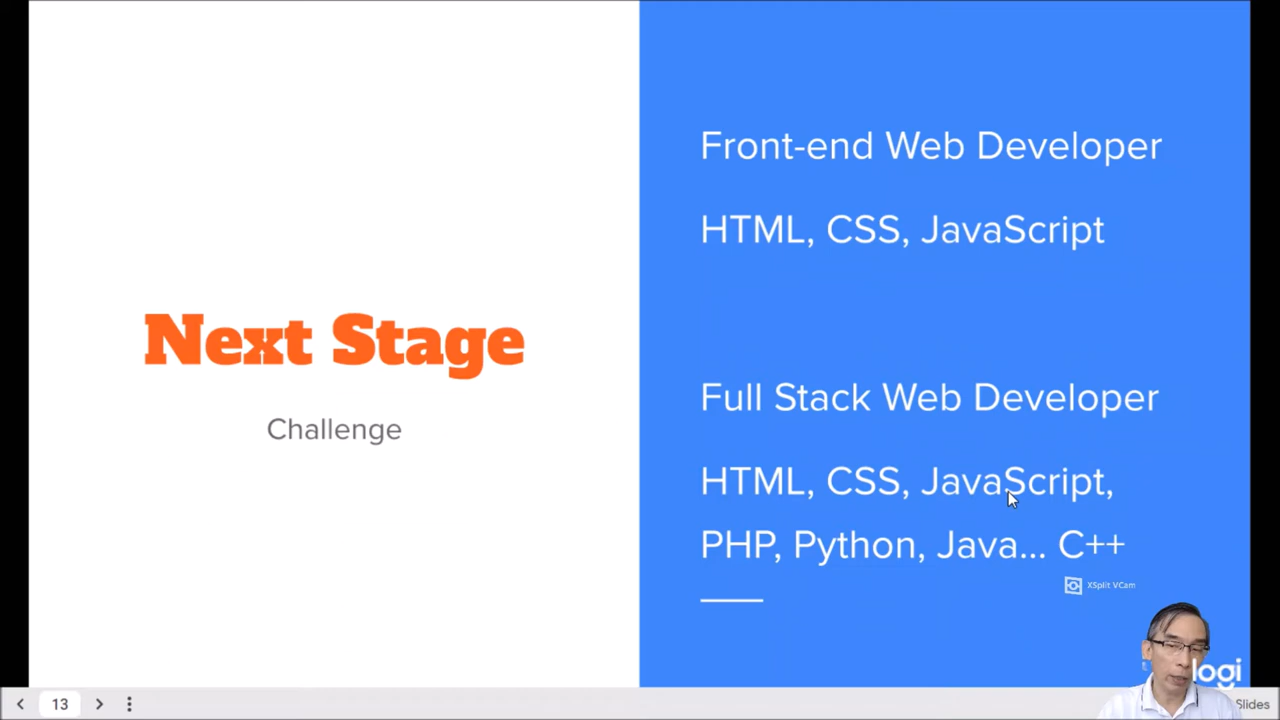 Next Stage
Challenge
Front-end Web Developer
HTML, CSS, JavaScript
Full Stack Web Developer
HTML, CSS, JavaScript,
PHP, Python, Java... C++
XSplit VCam
logi
13
Slides